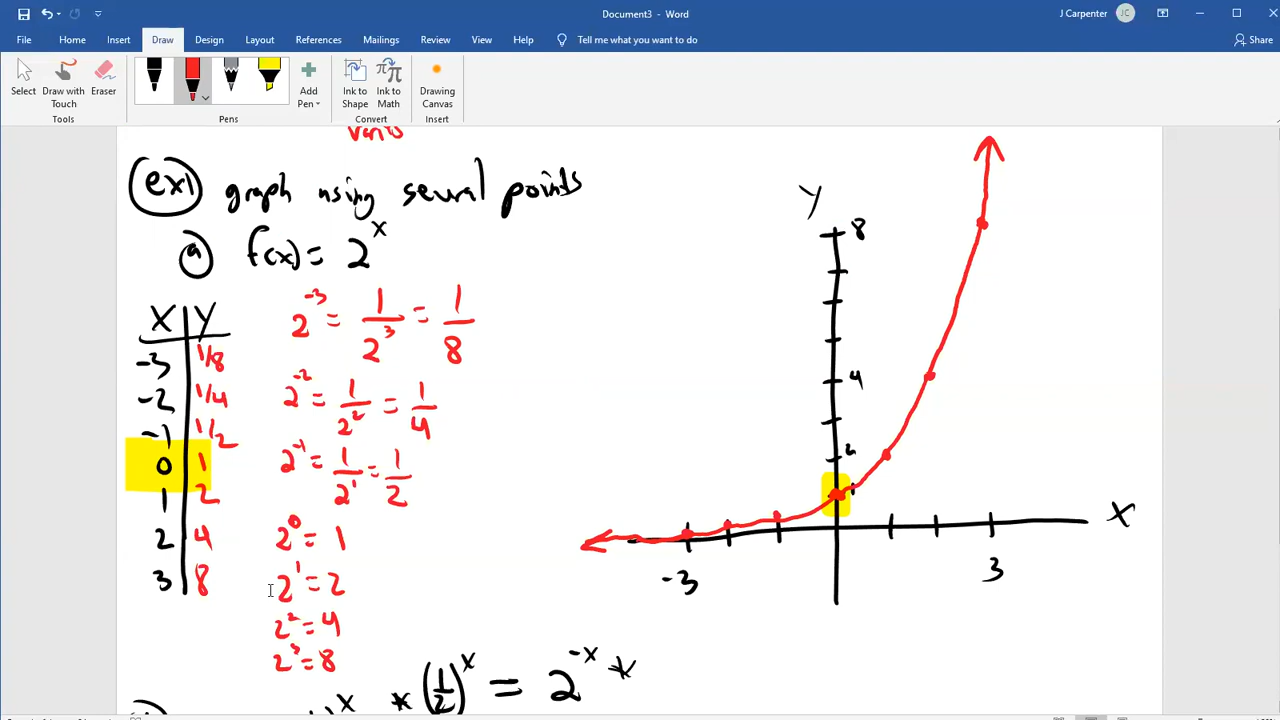 Document3 - Word
J Carpenter JC
File Home Insert Draw Design Layout References Mailings Review View Help Tell me what you want to do Share
Select Draw with Touch Eraser Add Pen Ink to Shape Ink to Math Drawing Canvas
Tools Pens Convert Insert
ex1 graph using seural points
a f(x) = 2^x
X Y
-3 1/8
-2 1/4
-1 1/2
0 1
1 2
2 4
3 8
2^-3 = 1/2^3 = 1/8
2^-2 = 1/2^2 = 1/4
2^-1 = 1/2^1 = 1/2
2^0 = 1
2^1 = 2
2^2 = 4
2^3 = 8
Y
8
4
2
X
-3 3
* (1/2)^x = 2^-x *